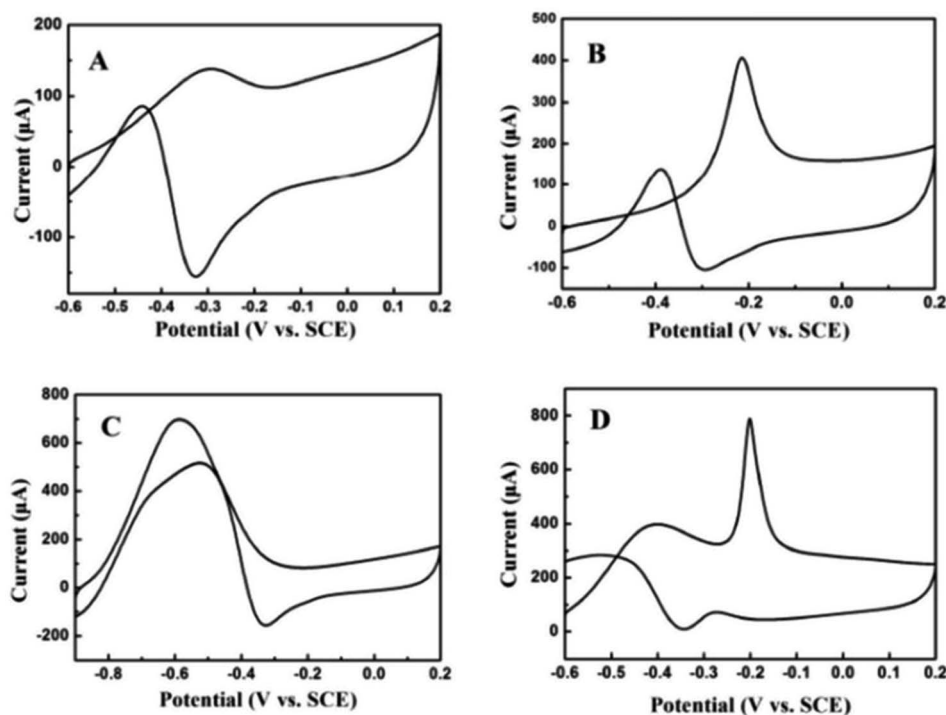 A
Current (μA)
200
100
0
-100
-0.6 -0.5 -0.4 -0.3 -0.2 -0.1 0.0 0.1 0.2
Potential (V vs. SCE)
B
Current (μA)
500
400
300
200
100
0
-100
-0.6 -0.4 -0.2 0.0 0.2
Potential (V vs. SCE)
C
Current (μA)
800
600
400
200
0
-200
-0.8 -0.6 -0.4 -0.2 0.0 0.2
Potential (V vs. SCE)
D
Current (μA)
800
600
400
200
0
-0.6 -0.5 -0.4 -0.3 -0.2 -0.1 0.0 0.1 0.2
Potential (V vs. SCE)